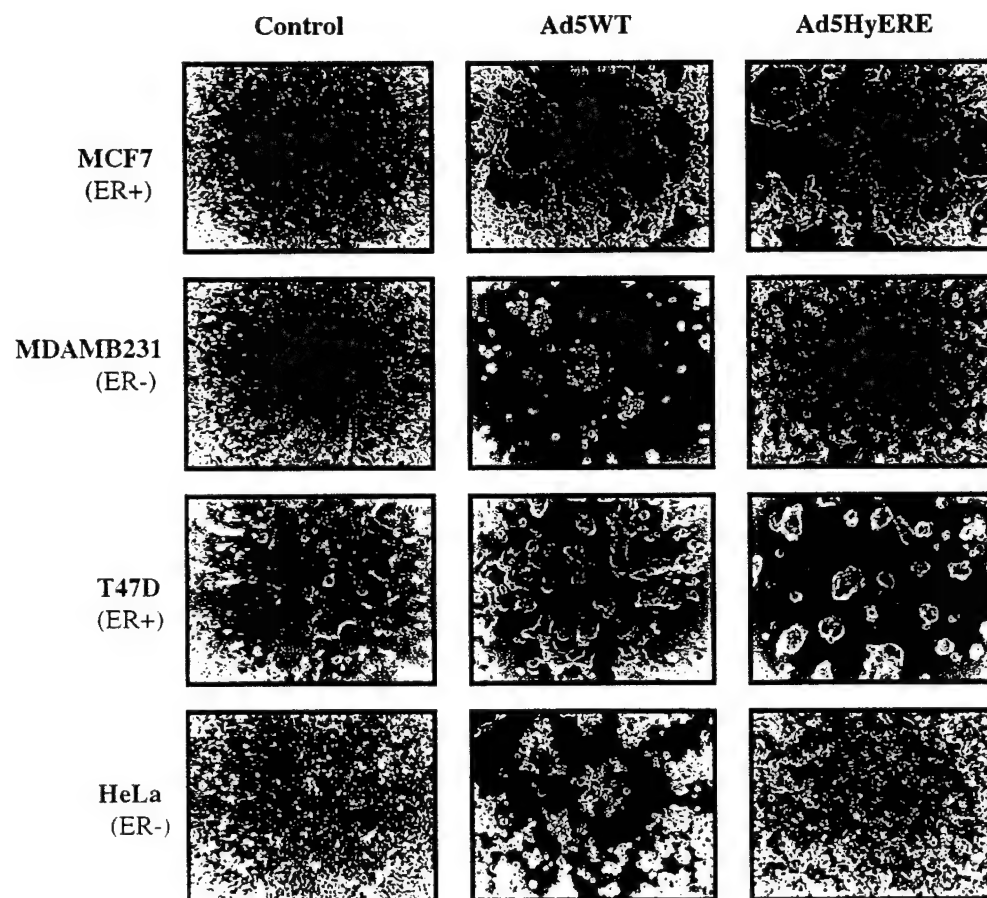 Control Ad5WT Ad5HyERE
MCF7
(ER+)
MDAMB231
(ER-)
T47D
(ER+)
HeLa
(ER-)